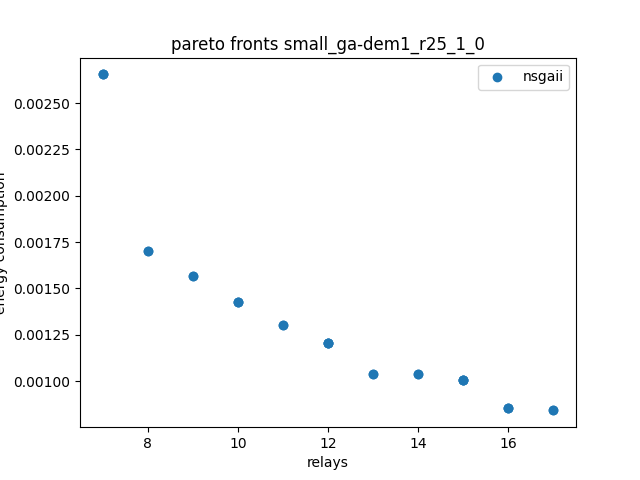 pareto fronts small_ga-dem1_r25_1_0
nsgaii
0.00250
0.00225
0.00200
0.00175
0.00150
0.00125
0.00100
energy consumption
8 10 12 14 16
relays